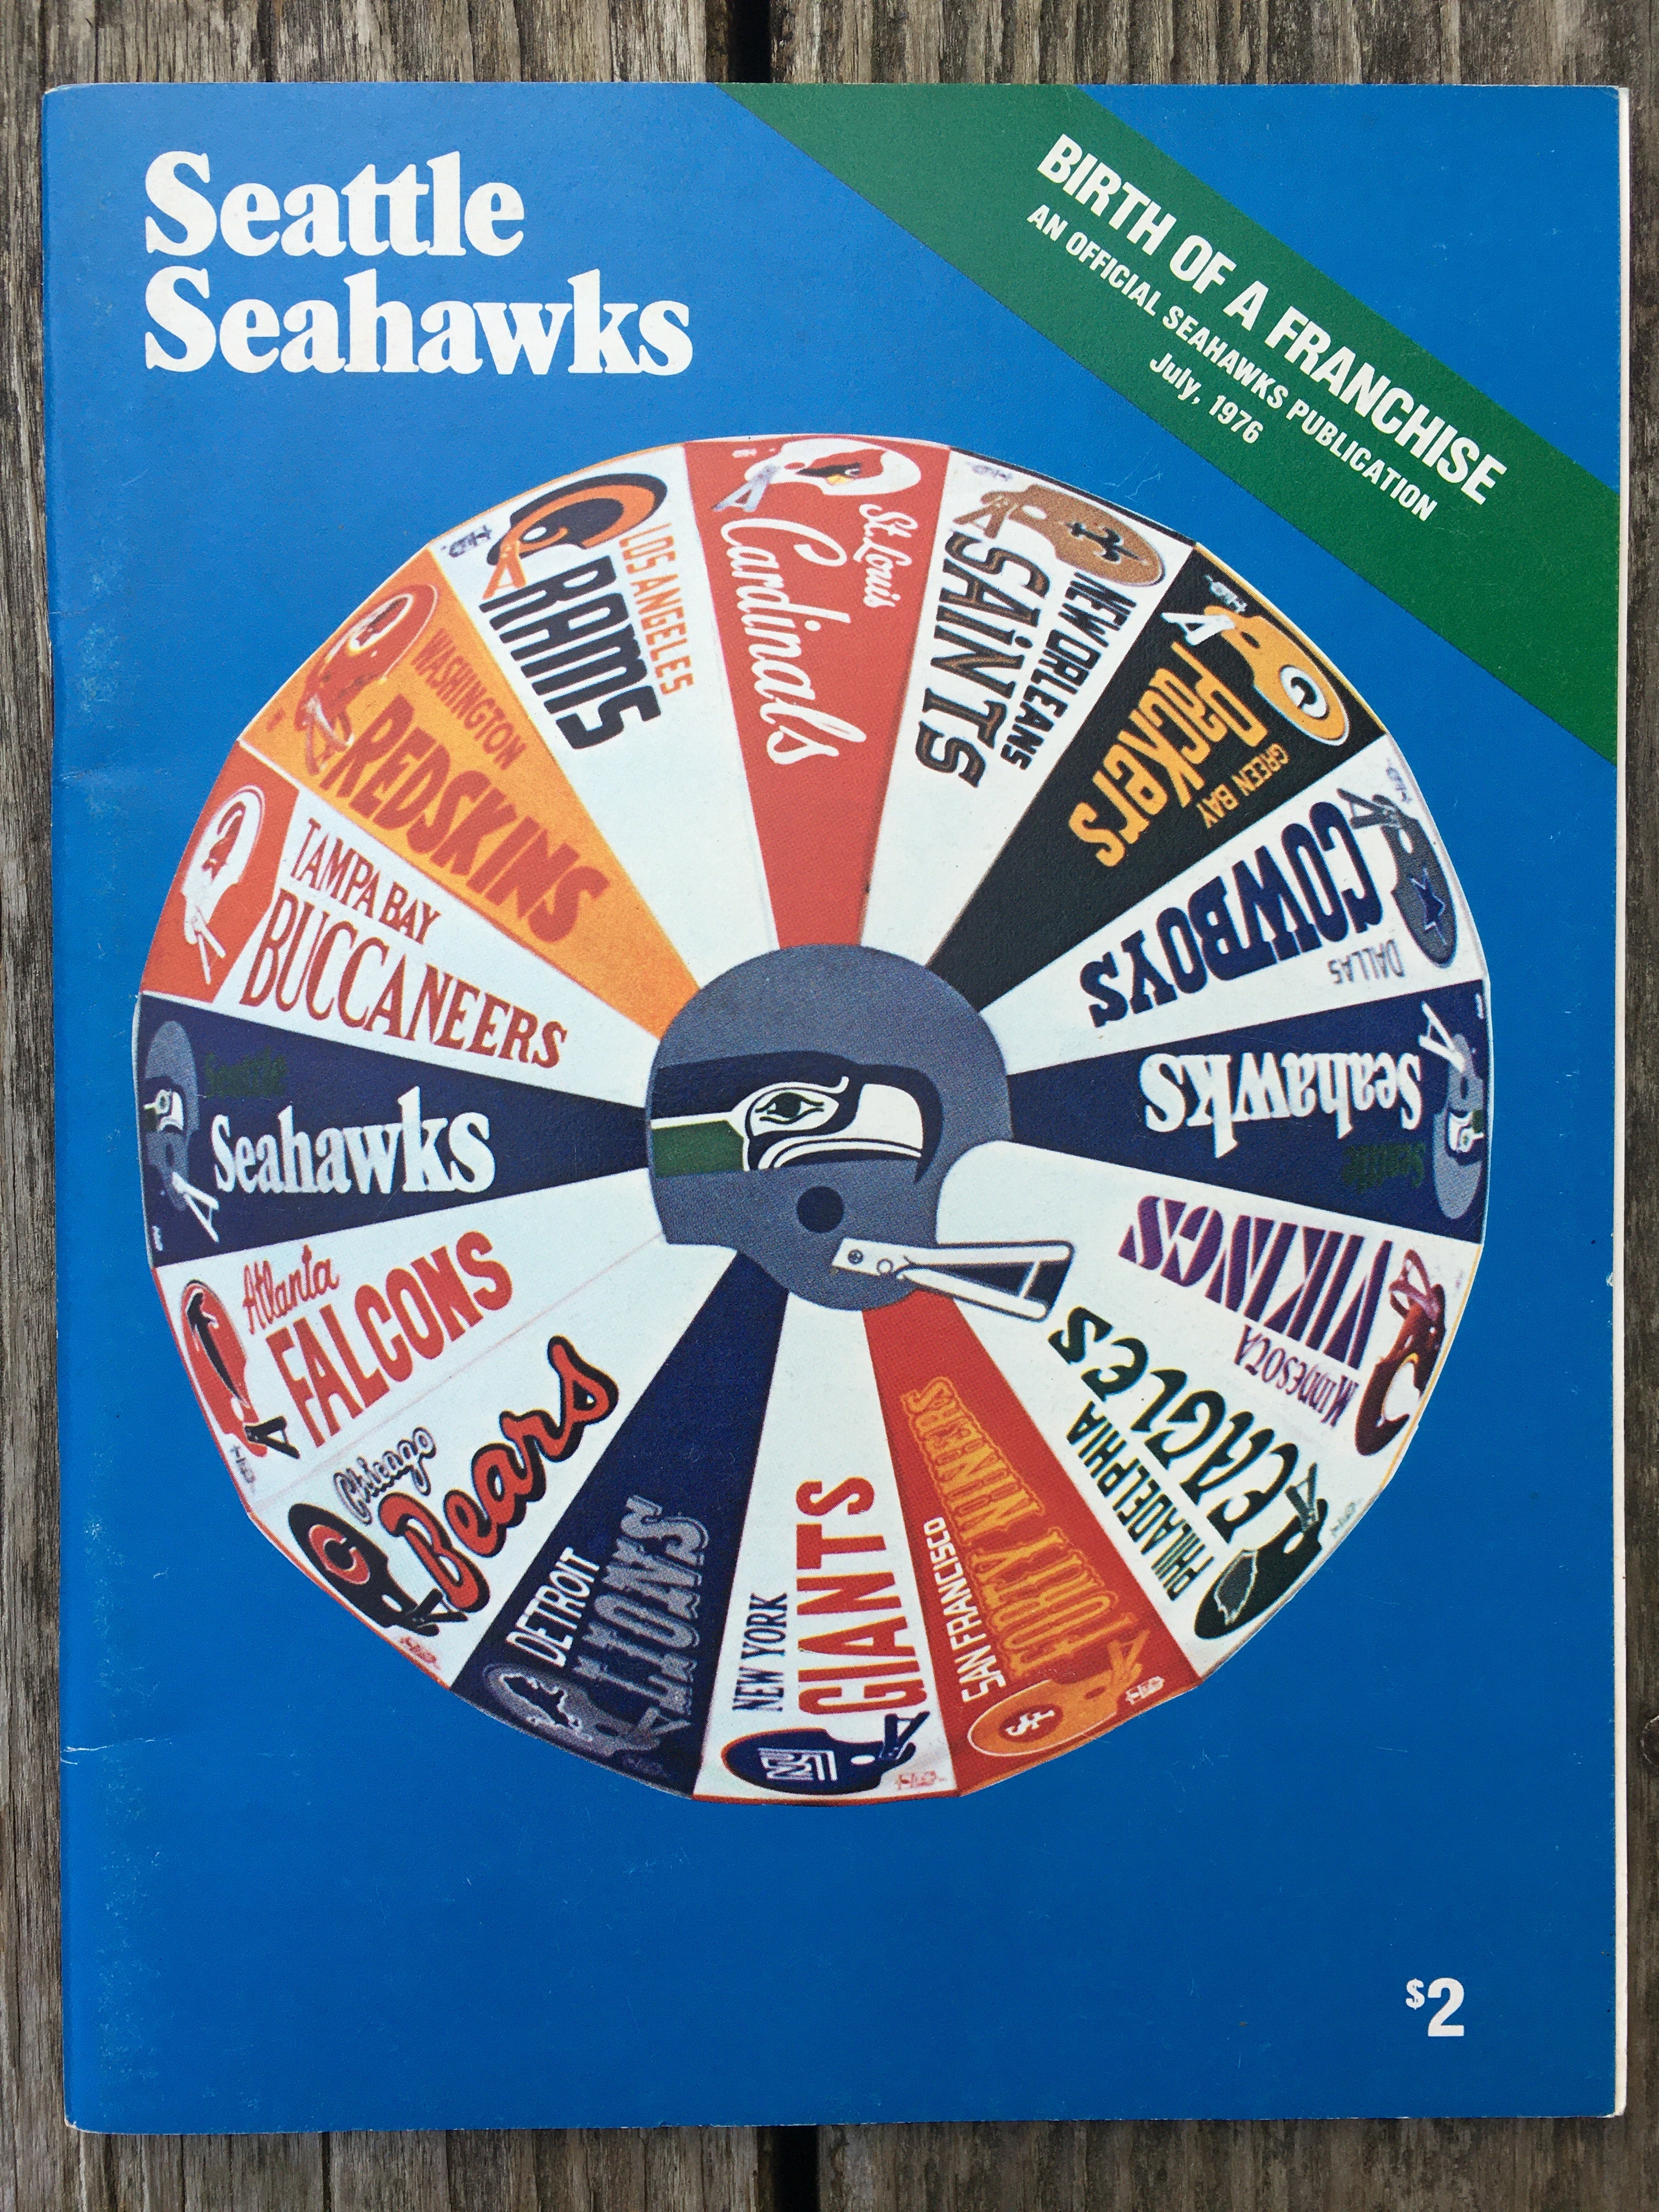 Seattle
Seahawks
BIRTH OF A FRANCHISE
AN OFFICIAL SEAHAWKS PUBLICATION
July, 1976
St. Louis
Cardinals
NEW ORLEANS
SAINTS
GREEN BAY
Packers
DALLAS
COWBOYS
Seattle
Seahawks
MINNESOTA
VIKINGS
PHILADELPHIA
EAGLES
SAN FRANCISCO
FORTY NINERS
NEW YORK
GIANTS
DETROIT
LIONS
Chicago
Bears
Atlanta
FALCONS
Seattle
Seahawks
TAMPA BAY
BUCCANEERS
WASHINGTON
REDSKINS
LOS ANGELES
RAMS
$2